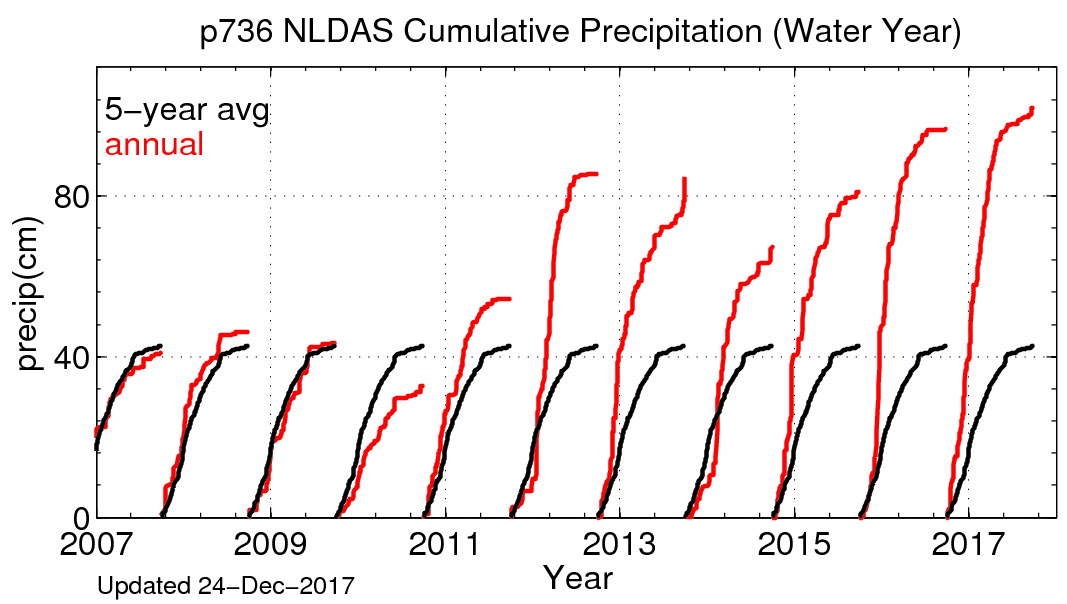 p736 NLDAS Cumulative Precipitation (Water Year)
5−year avg
annual
precip(cm)
80
40
0
2007 2009 2011 2013 2015 2017
Year
Updated 24−Dec−2017